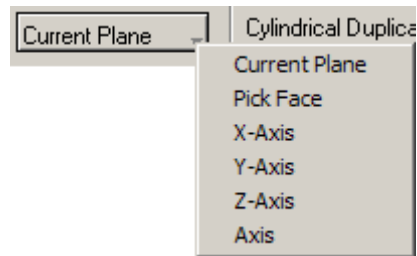 Current Plane
Cylindrical Duplica
Current Plane
Pick Face
X-Axis
Y-Axis
Z-Axis
Axis